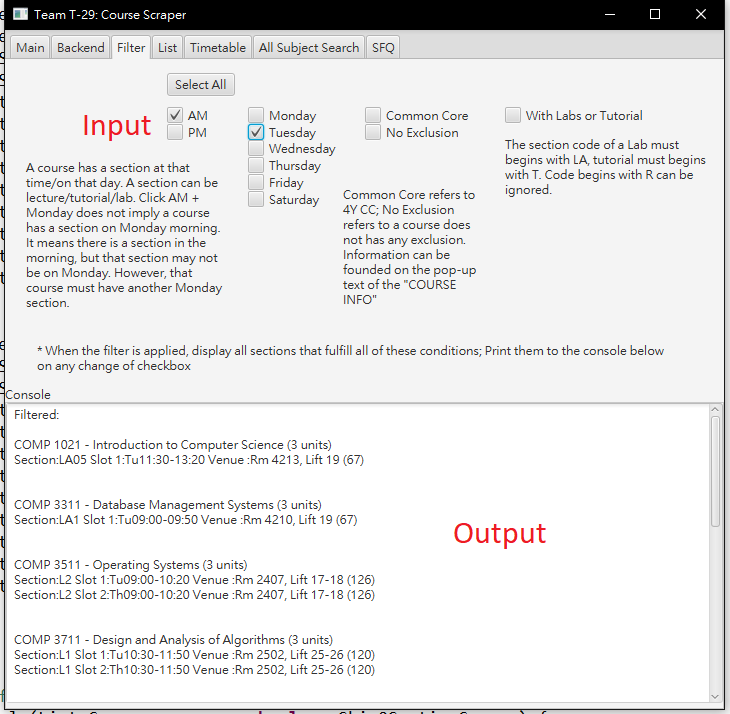 Team T-29: Course Scraper
Main Backend Filter List Timetable All Subject Search SFQ
Select All
Input
AM
PM
Monday
Tuesday
Wednesday
Thursday
Friday
Saturday
Common Core
No Exclusion
With Labs or Tutorial
A course has a section at that
time/on that day. A section can be
lecture/tutorial/lab. Click AM +
Monday does not imply a course
has a section on Monday morning.
It means there is a section in the
morning, but that section may not
be on Monday. However, that
course must have another Monday
section.
Common Core refers to
4Y CC; No Exclusion
refers to a course does
not has any exclusion.
Information can be
founded on the pop-up
text of the "COURSE
INFO"
The section code of a Lab must
begins with LA, tutorial must begins
with T. Code begins with R can be
ignored.
* When the filter is applied, display all sections that fulfill all of these conditions; Print them to the console below
on any change of checkbox
Console
Filtered:
COMP 1021 - Introduction to Computer Science (3 units)
Section:LA05 Slot 1:Tu11:30-13:20 Venue :Rm 4213, Lift 19 (67)
COMP 3311 - Database Management Systems (3 units)
Section:LA1 Slot 1:Tu09:00-09:50 Venue :Rm 4210, Lift 19 (67)
COMP 3511 - Operating Systems (3 units)
Section:L2 Slot 1:Tu09:00-10:20 Venue :Rm 2407, Lift 17-18 (126)
Section:L2 Slot 2:Th09:00-10:20 Venue :Rm 2407, Lift 17-18 (126)
Output
COMP 3711 - Design and Analysis of Algorithms (3 units)
Section:L1 Slot 1:Tu10:30-11:50 Venue :Rm 2502, Lift 25-26 (120)
Section:L1 Slot 2:Th10:30-11:50 Venue :Rm 2502, Lift 25-26 (120)